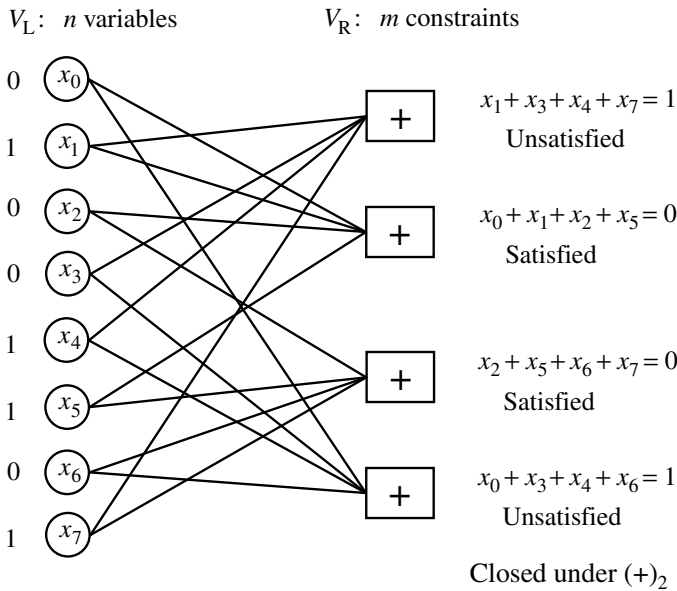 V_L: n variables
V_R: m constraints
0 x_0
1 x_1
0 x_2
0 x_3
1 x_4
1 x_5
0 x_6
1 x_7
+ x_1 + x_3 + x_4 + x_7 = 1
Unsatisfied
+ x_0 + x_1 + x_2 + x_5 = 0
Satisfied
+ x_2 + x_5 + x_6 + x_7 = 0
Satisfied
+ x_0 + x_3 + x_4 + x_6 = 1
Unsatisfied
Closed under (+)_2